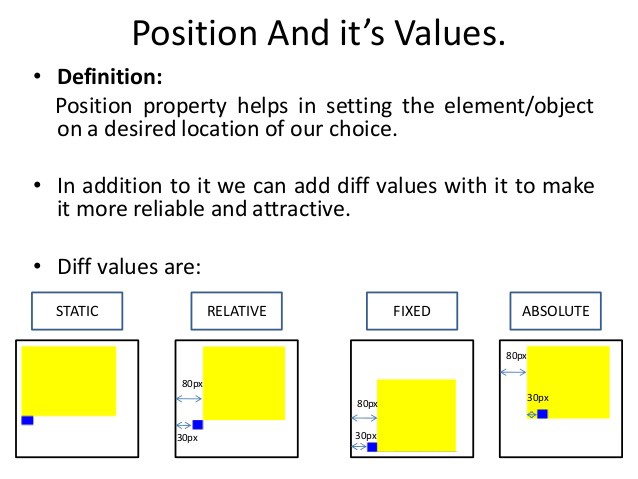 Position And it’s Values.
• Definition:
Position property helps in setting the element/object
on a desired location of our choice.
• In addition to it we can add diff values with it to make
it more reliable and attractive.
• Diff values are:
STATIC
RELATIVE
FIXED
ABSOLUTE
80px
30px
80px
30px
80px
30px